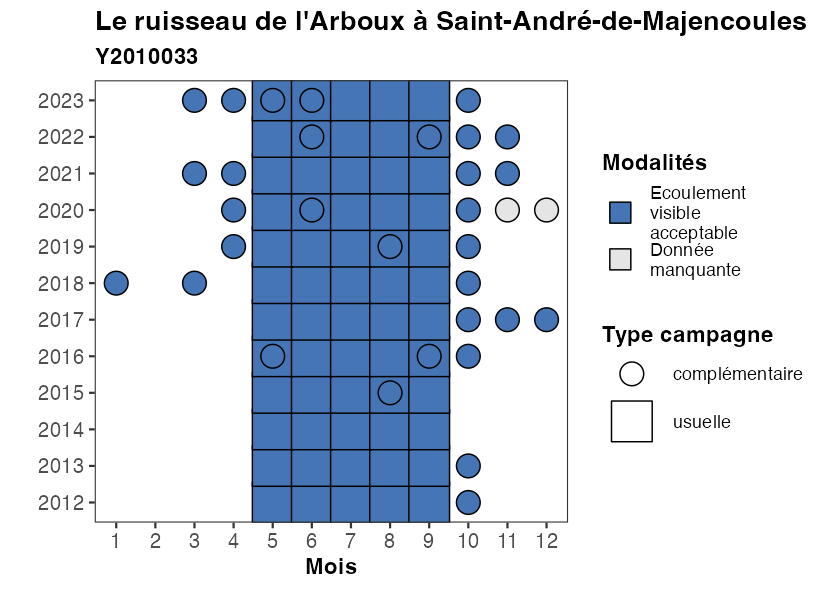 Le ruisseau de l'Arboux à Saint-André-de-Majencoules
Y2010033
2023
2022
2021
2020
2019
2018
2017
2016
2015
2014
2013
2012
1 2 3 4 5 6 7 8 9 10 11 12
Mois
Modalités
Ecoulement
visible
acceptable
Donnée
manquante
Type campagne
complémentaire
usuelle